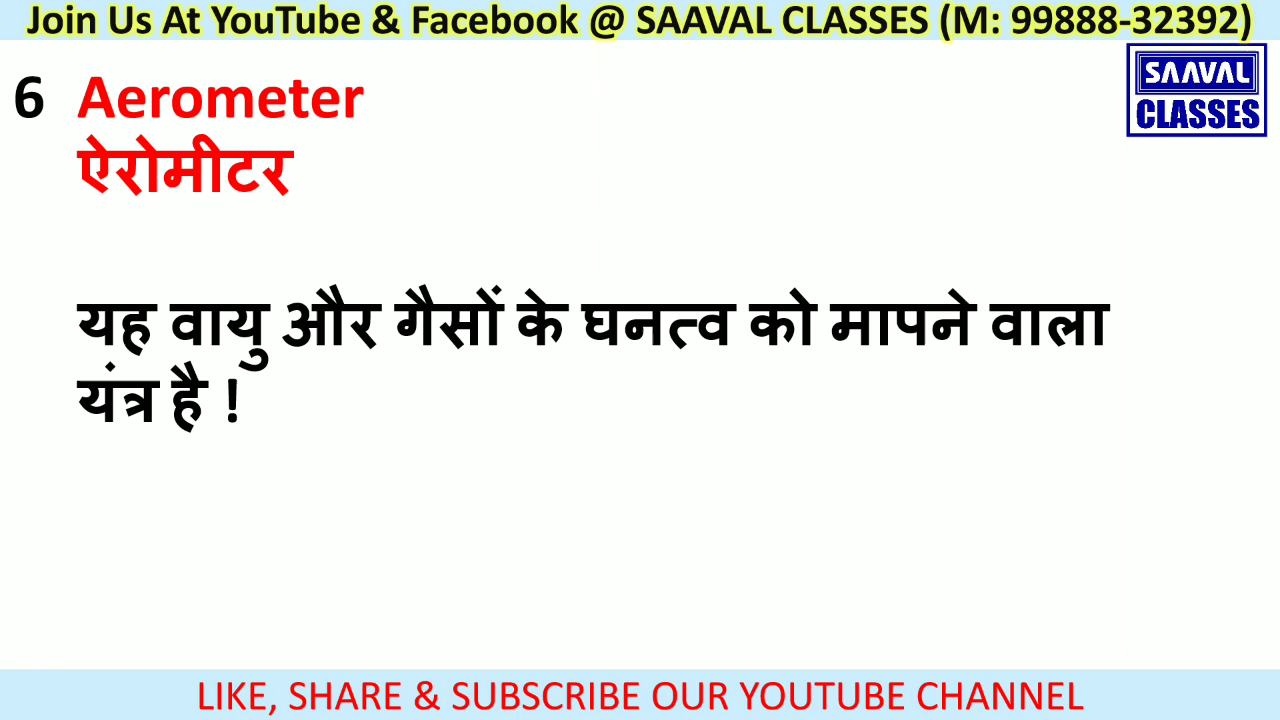 Join Us At YouTube & Facebook @ SAAVAL CLASSES (M: 99888-32392)
SAAVAL
CLASSES
6 Aerometer
ऐरोमीटर
यह वायु और गैसों के घनत्व को मापने वाला
यंत्र है !
LIKE, SHARE & SUBSCRIBE OUR YOUTUBE CHANNEL